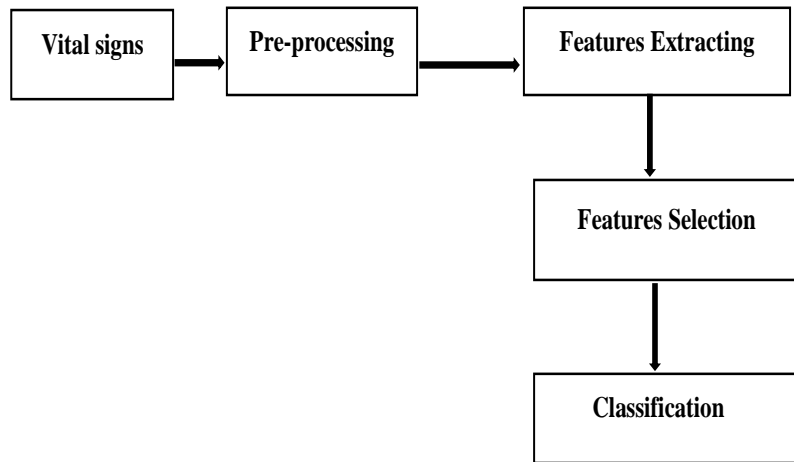 Vital signs
Pre-processing
Features Extracting
Features Selection
Classification